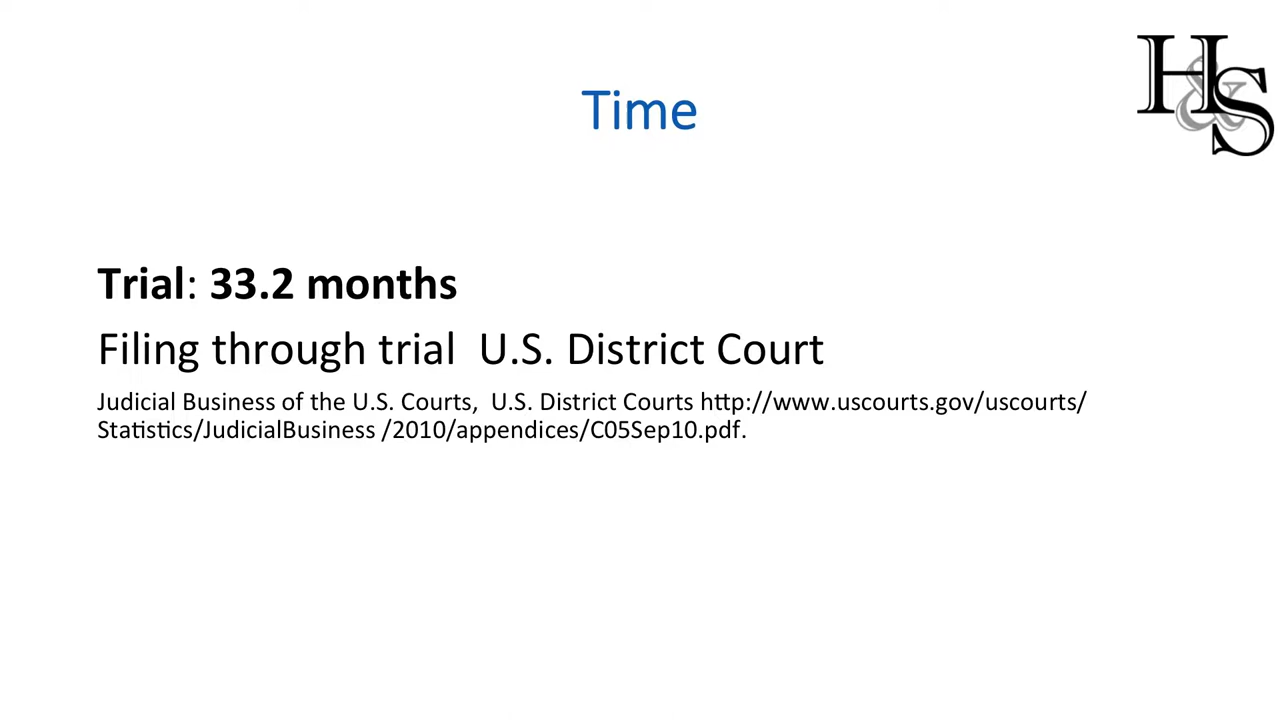 H&S
Time
Trial: 33.2 months
Filing through trial  U.S. District Court
Judicial Business of the U.S. Courts,  U.S. District Courts http://www.uscourts.gov/uscourts/
Statistics/JudicialBusiness /2010/appendices/C05Sep10.pdf.